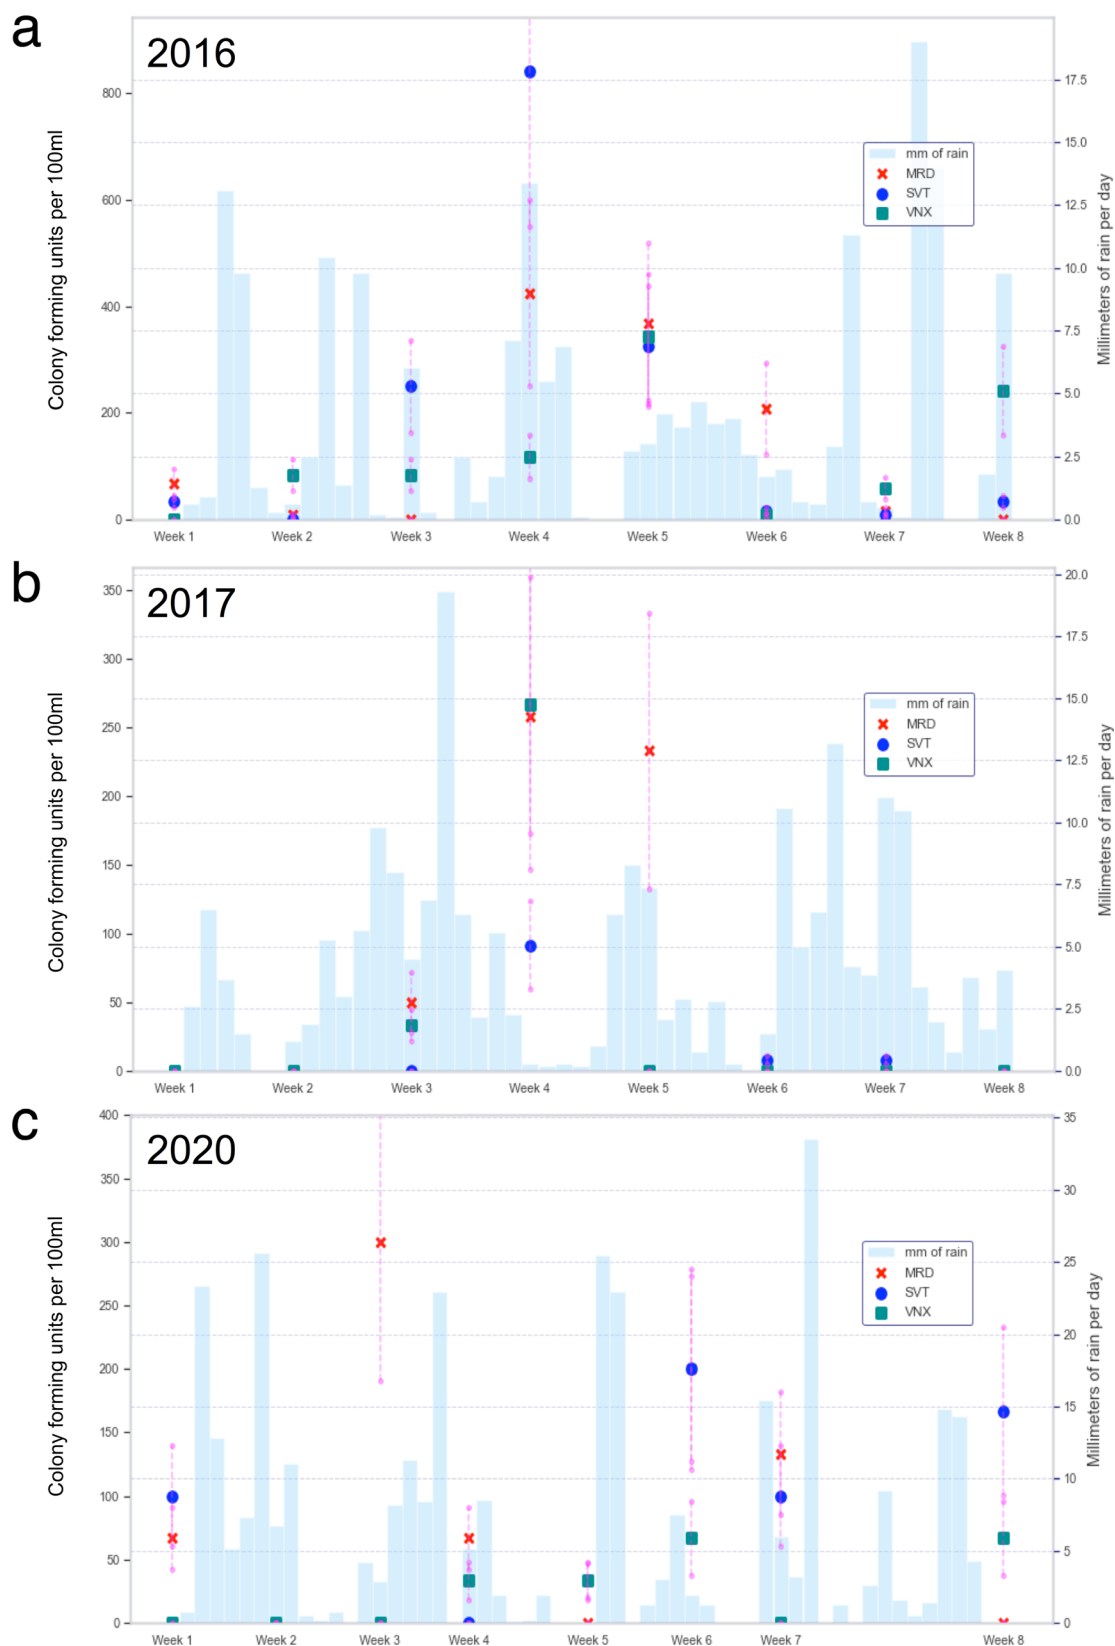 a
2016
Colony forming units per 100ml
800
600
400
200
0
17.5
15.0
12.5
10.0
7.5
5.0
2.5
0.0
Millimeters of rain per day
mm of rain
MRD
SVT
VNX
Week 1 Week 2 Week 3 Week 4 Week 5 Week 6 Week 7 Week 8
b
2017
Colony forming units per 100ml
350
300
250
200
150
100
50
0
20.0
17.5
15.0
12.5
10.0
7.5
5.0
2.5
0.0
Millimeters of rain per day
mm of rain
MRD
SVT
VNX
Week 1 Week 2 Week 3 Week 4 Week 5 Week 6 Week 7 Week 8
c
2020
Colony forming units per 100ml
400
350
300
250
200
150
100
50
0
35
30
25
20
15
10
5
0
Millimeters of rain per day
mm of rain
MRD
SVT
VNX
Week 1 Week 2 Week 3 Week 4 Week 5 Week 6 Week 7 Week 8